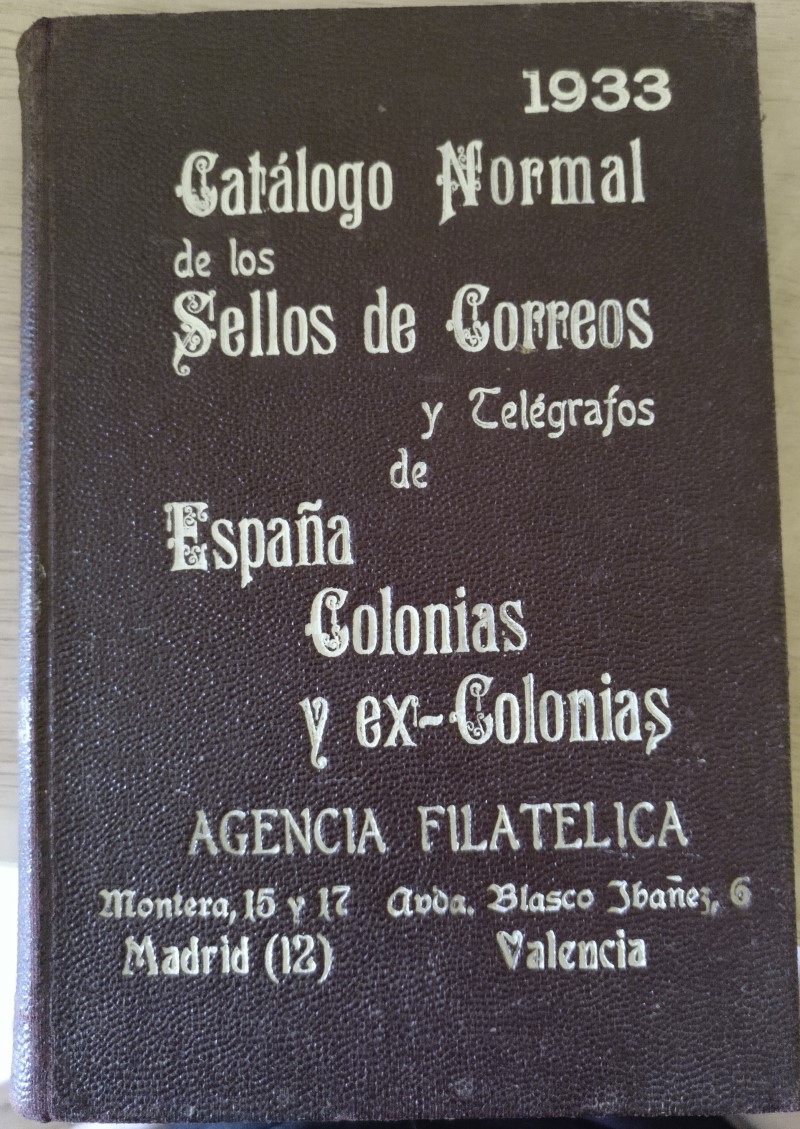 1933
Catálogo Normal
de los
Sellos de Correos
y Telégrafos
de
España
Colonias
y ex-Colonias
AGENCIA FILATELICA
Montera, 15 y 17 Avda. Blasco Ibañez, 6
Madrid (12) Valencia